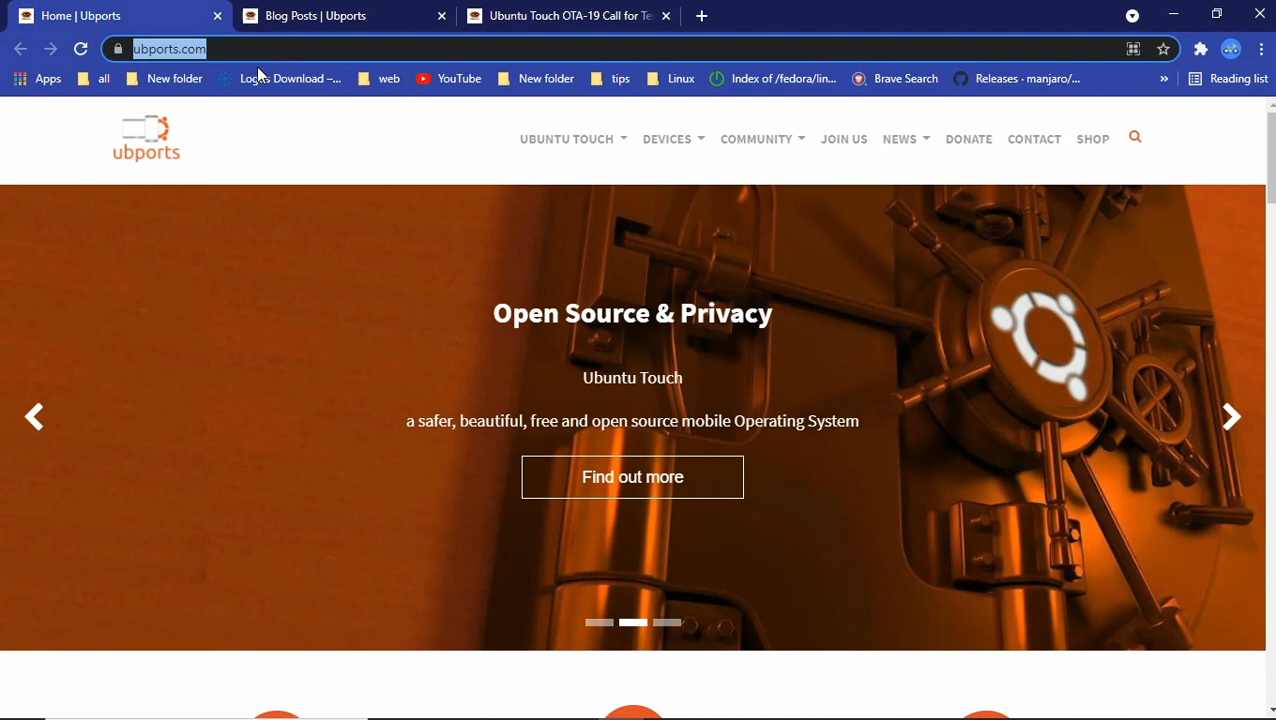 Home | Ubports
Blog Posts | Ubports
Ubuntu Touch OTA-19 Call for Te
ubports.com
Apps
all
New folder
Download –...
web
YouTube
New folder
tips
Linux
Index of /fedora/lin...
Brave Search
Releases · manjaro/...
»
Reading list
ubports
UBUNTU TOUCH
DEVICES
COMMUNITY
JOIN US
NEWS
DONATE
CONTACT
SHOP
Open Source & Privacy
Ubuntu Touch
a safer, beautiful, free and open source mobile Operating System
Find out more